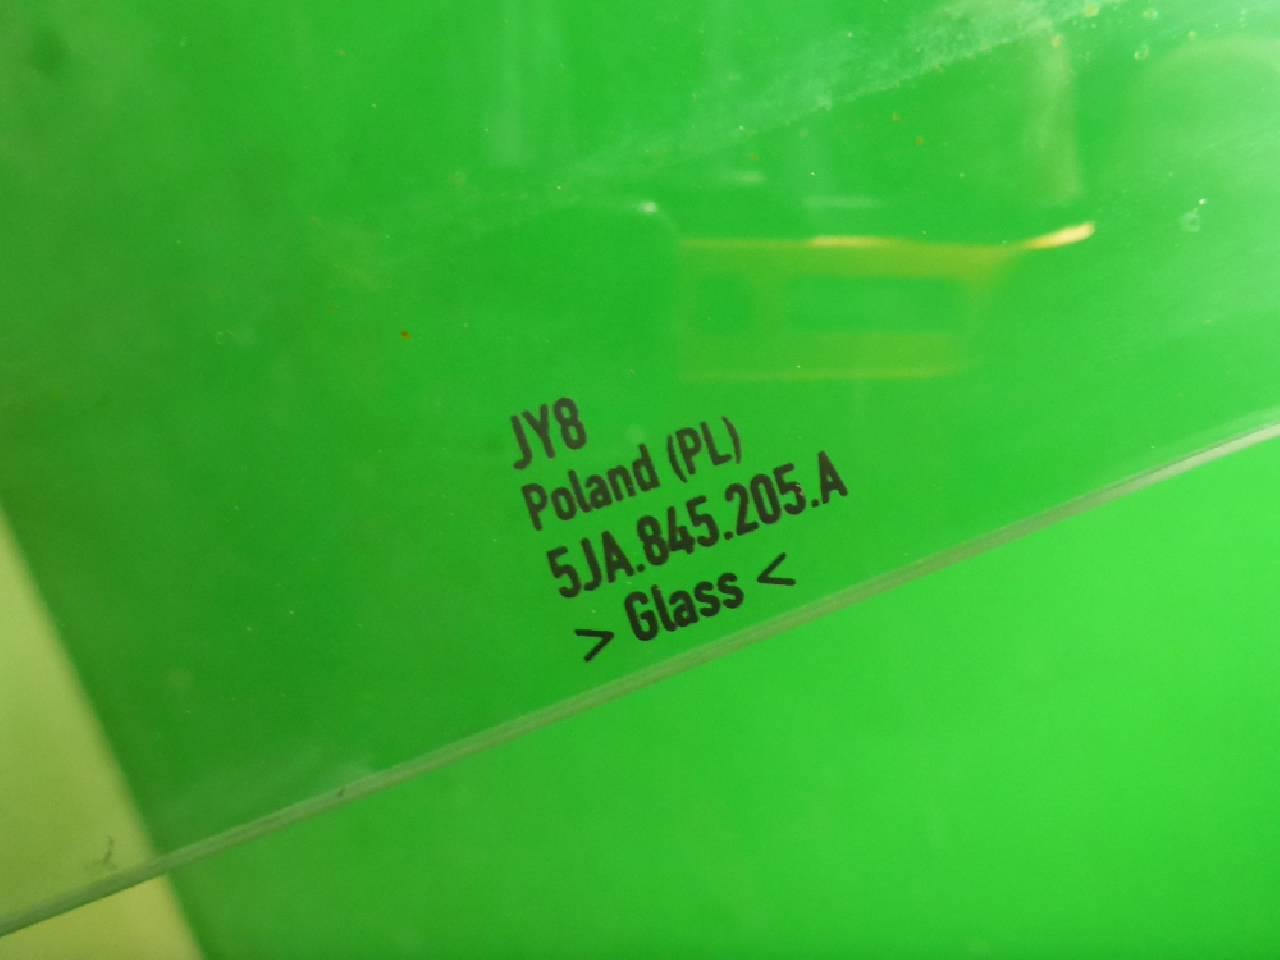 JY8
Poland (PL)
5JA.845.205.A
> Glass <